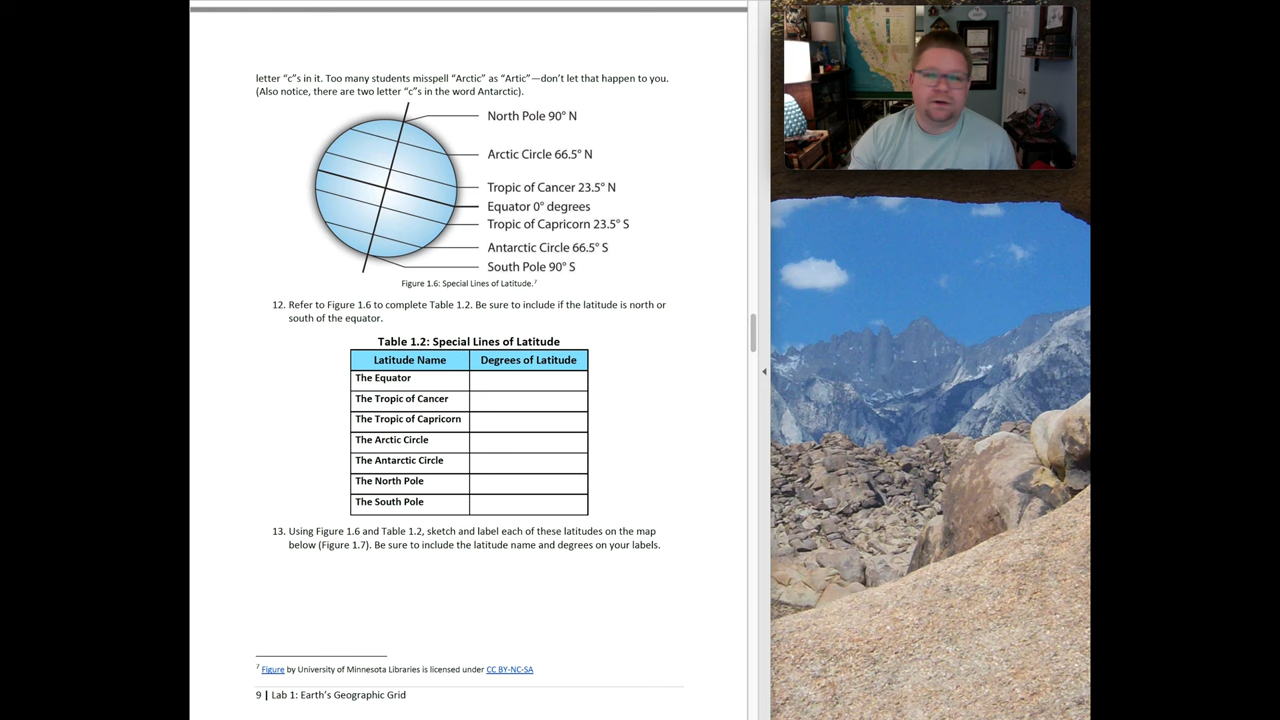 letter “c”s in it. Too many students misspell “Arctic” as “Artic”—don’t let that happen to you.
(Also notice, there are two letter “c”s in the word Antarctic).
North Pole 90° N
Arctic Circle 66.5° N
Tropic of Cancer 23.5° N
Equator 0° degrees
Tropic of Capricorn 23.5° S
Antarctic Circle 66.5° S
South Pole 90° S
Figure 1.6: Special Lines of Latitude.7
12. Refer to Figure 1.6 to complete Table 1.2. Be sure to include if the latitude is north or
south of the equator.
Table 1.2: Special Lines of Latitude
Latitude Name Degrees of Latitude
The Equator
The Tropic of Cancer
The Tropic of Capricorn
The Arctic Circle
The Antarctic Circle
The North Pole
The South Pole
13. Using Figure 1.6 and Table 1.2, sketch and label each of these latitudes on the map
below (Figure 1.7). Be sure to include the latitude name and degrees on your labels.
7 Figure by University of Minnesota Libraries is licensed under CC BY-NC-SA
9 | Lab 1: Earth’s Geographic Grid